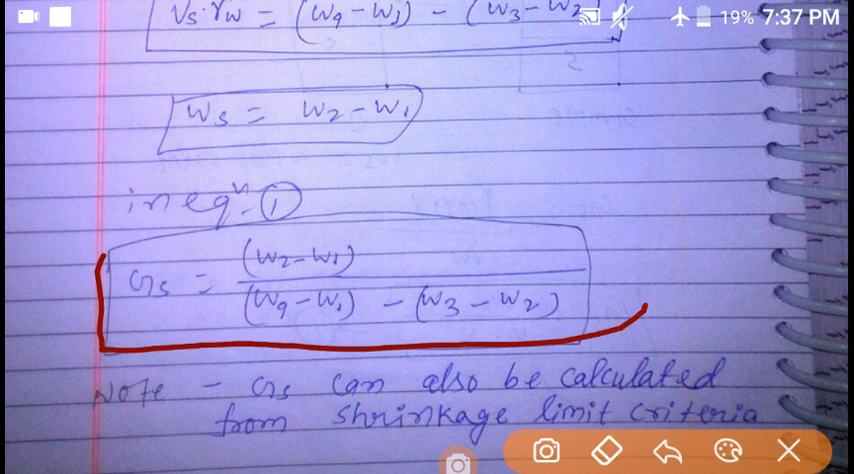 19% 7:37 PM
Vs.γw = (W4-W1) - (W3-W2
Ws = W2-W1
in eqⁿ. ①
Gs = (W2-W1) / (W4-W1) - (W3-W2)
Note - Gs can also be calculated
from shrinkage limit criteria